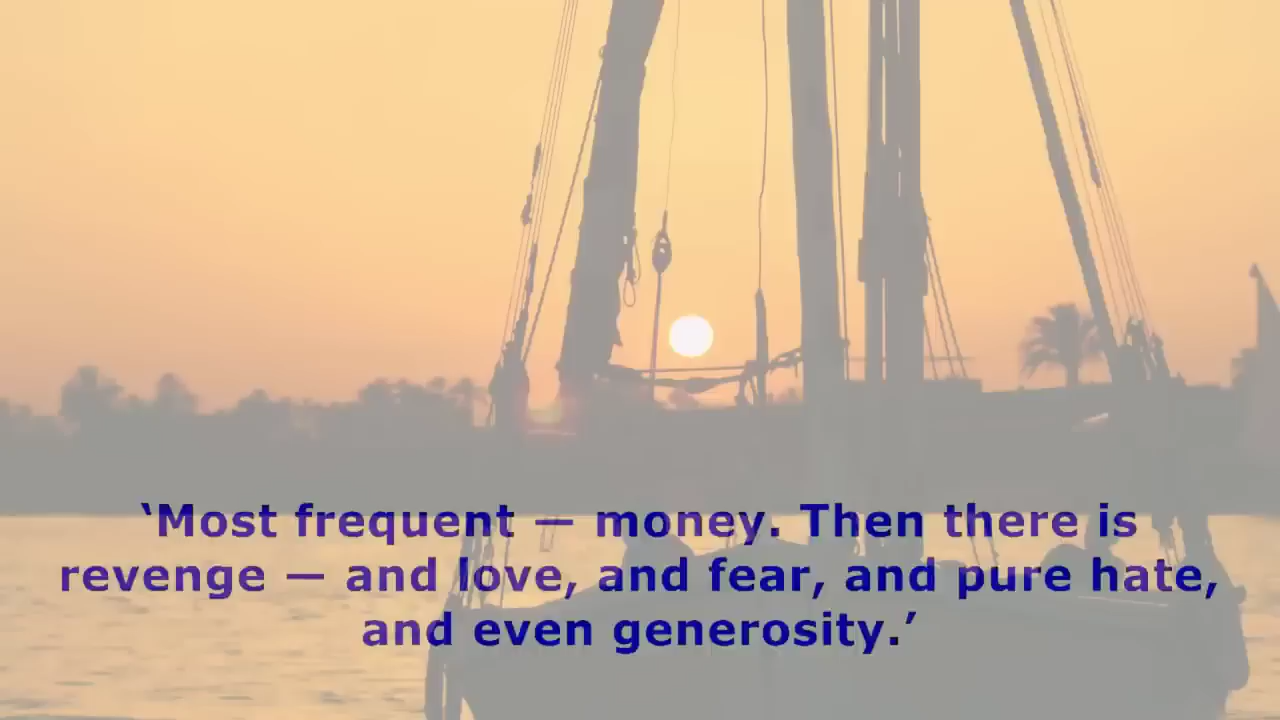 ‘Most frequent — money. Then there is
revenge — and love, and fear, and pure hate,
and even generosity.’